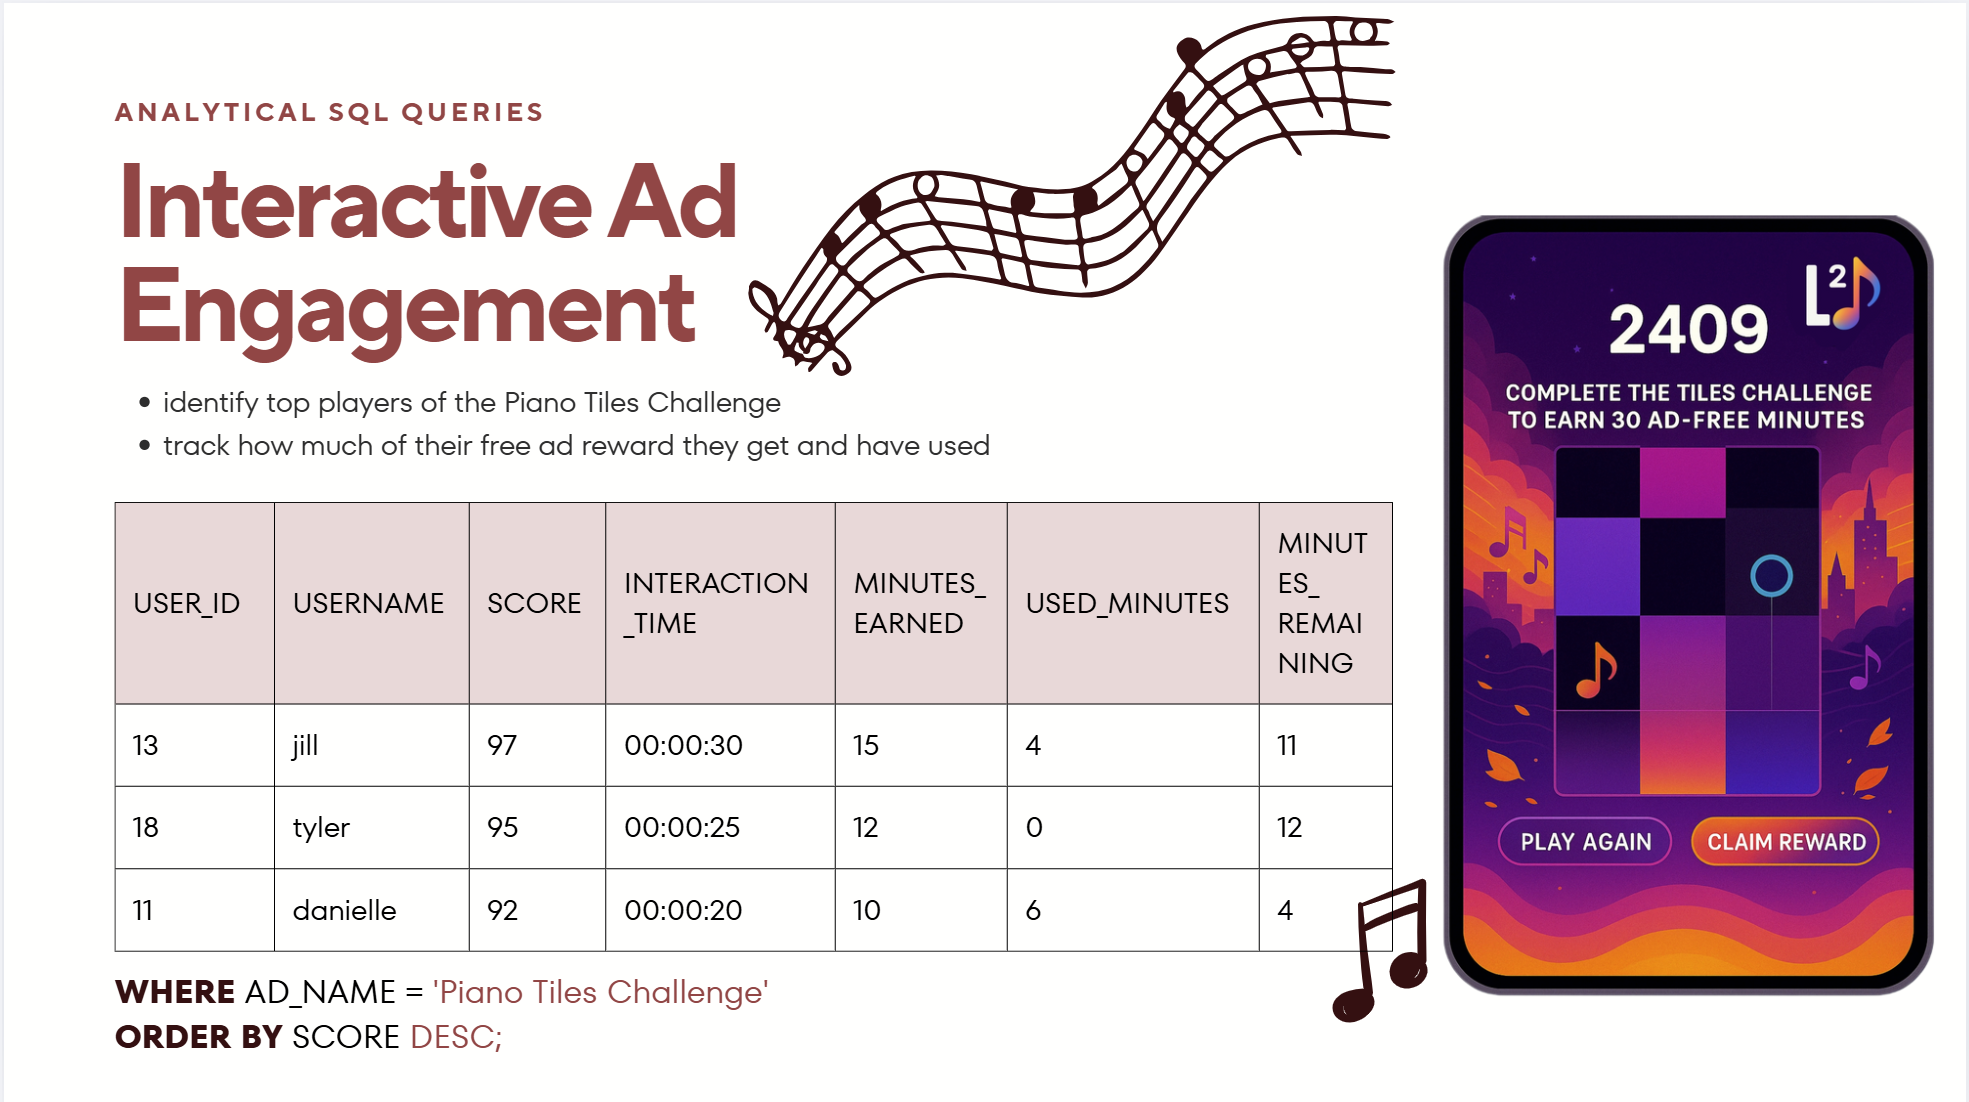 ANALYTICAL SQL QUERIES
Interactive Ad
Engagement
• identify top players of the Piano Tiles Challenge
• track how much of their free ad reward they get and have used
USER_ID USERNAME SCORE INTERACTION_TIME MINUTES_EARNED USED_MINUTES MINUTES_REMAINING
13 jill 97 00:00:30 15 4 11
18 tyler 95 00:00:25 12 0 12
11 danielle 92 00:00:20 10 6 4
WHERE AD_NAME = 'Piano Tiles Challenge'
ORDER BY SCORE DESC;
L2
2409
COMPLETE THE TILES CHALLENGE
TO EARN 30 AD-FREE MINUTES
PLAY AGAIN
CLAIM REWARD